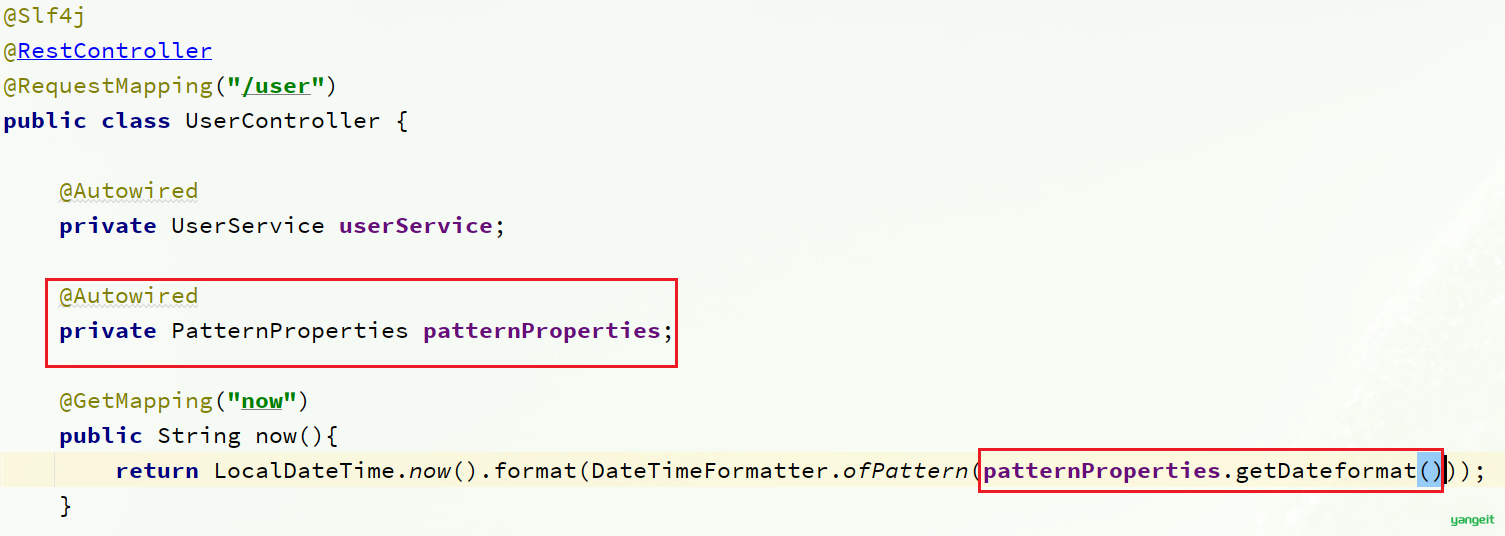 @Slf4j
@RestController
@RequestMapping("/user")
public class UserController {
@Autowired
private UserService userService;
@Autowired
private PatternProperties patternProperties;
@GetMapping("now")
public String now(){
return LocalDateTime.now().format(DateTimeFormatter.ofPattern(patternProperties.getDateformat()));
}
yangeit